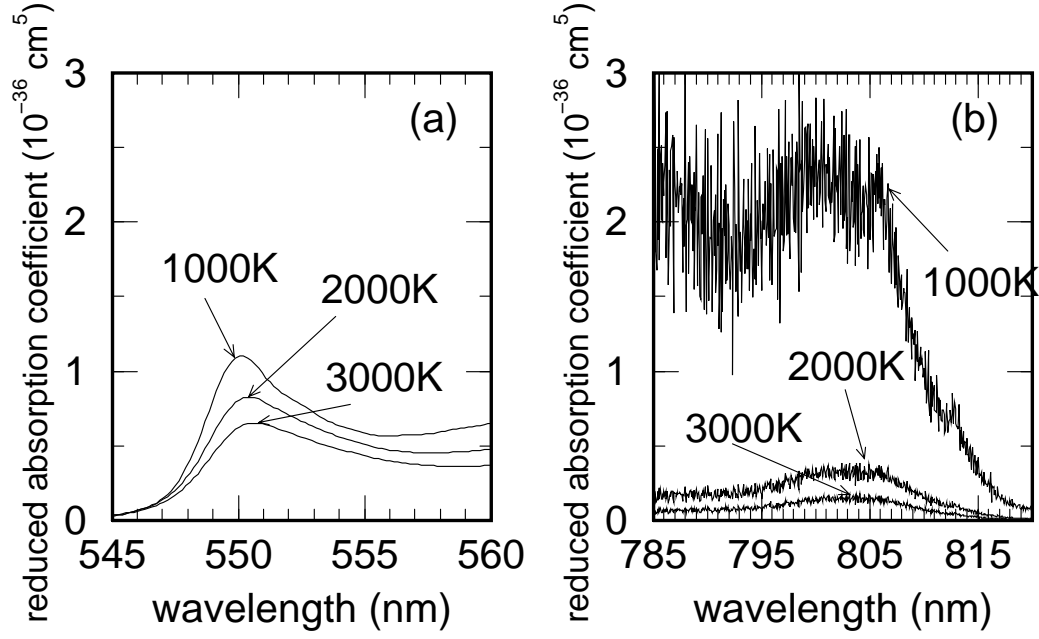 reduced absorption coefficient (10⁻³⁶ cm⁵)
3
2
1
0
(a)
1000K
2000K
3000K
545 550 555 560
wavelength (nm)
reduced absorption coefficient (10⁻³⁶ cm⁵)
3
2
1
0
(b)
1000K
2000K
3000K
785 795 805 815
wavelength (nm)